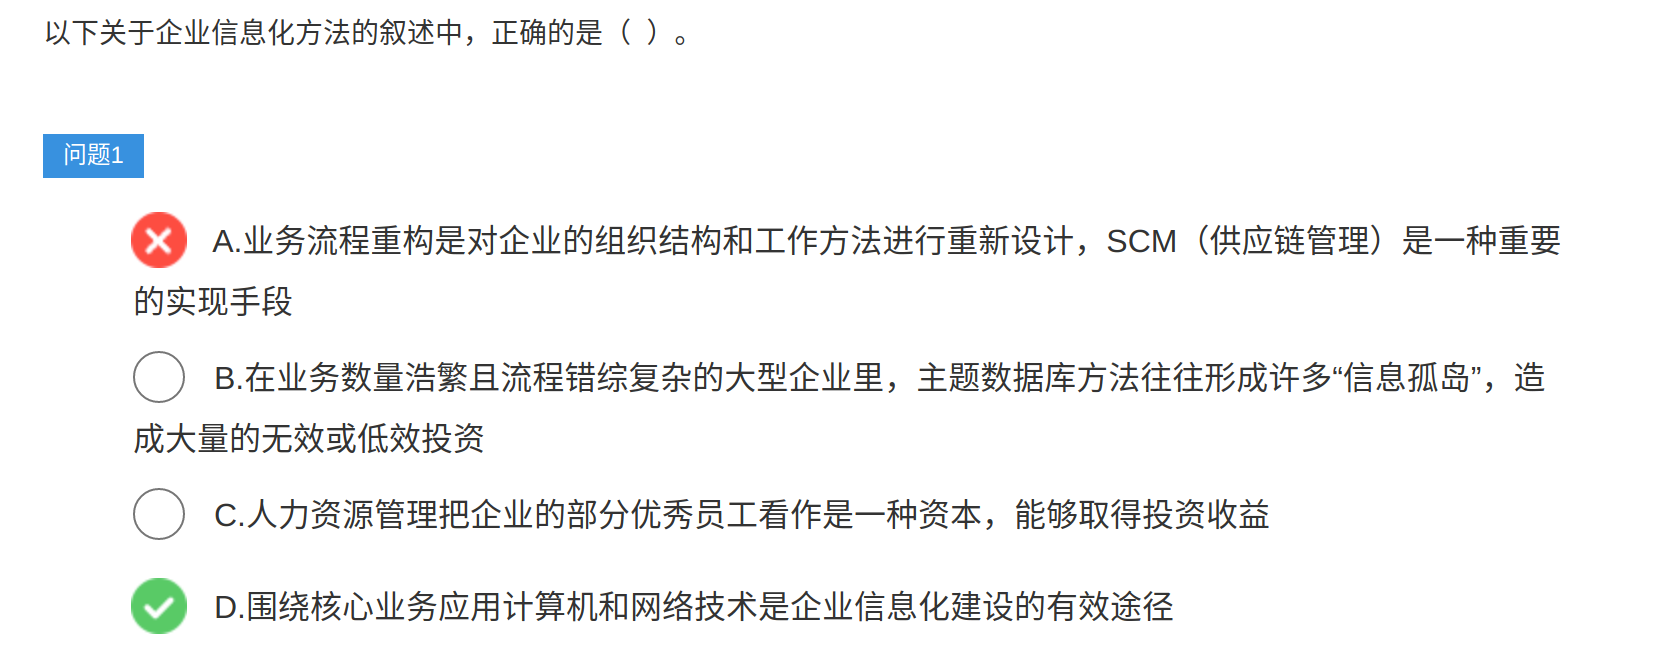 以下关于企业信息化方法的叙述中，正确的是（ ）。
问题1
A.业务流程重构是对企业的组织结构和工作方法进行重新设计，SCM（供应链管理）是一种重要
的实现手段
B.在业务数量浩繁且流程错综复杂的大型企业里，主题数据库方法往往形成许多“信息孤岛”，造
成大量的无效或低效投资
C.人力资源管理把企业的部分优秀员工看作是一种资本，能够取得投资收益
D.围绕核心业务应用计算机和网络技术是企业信息化建设的有效途径